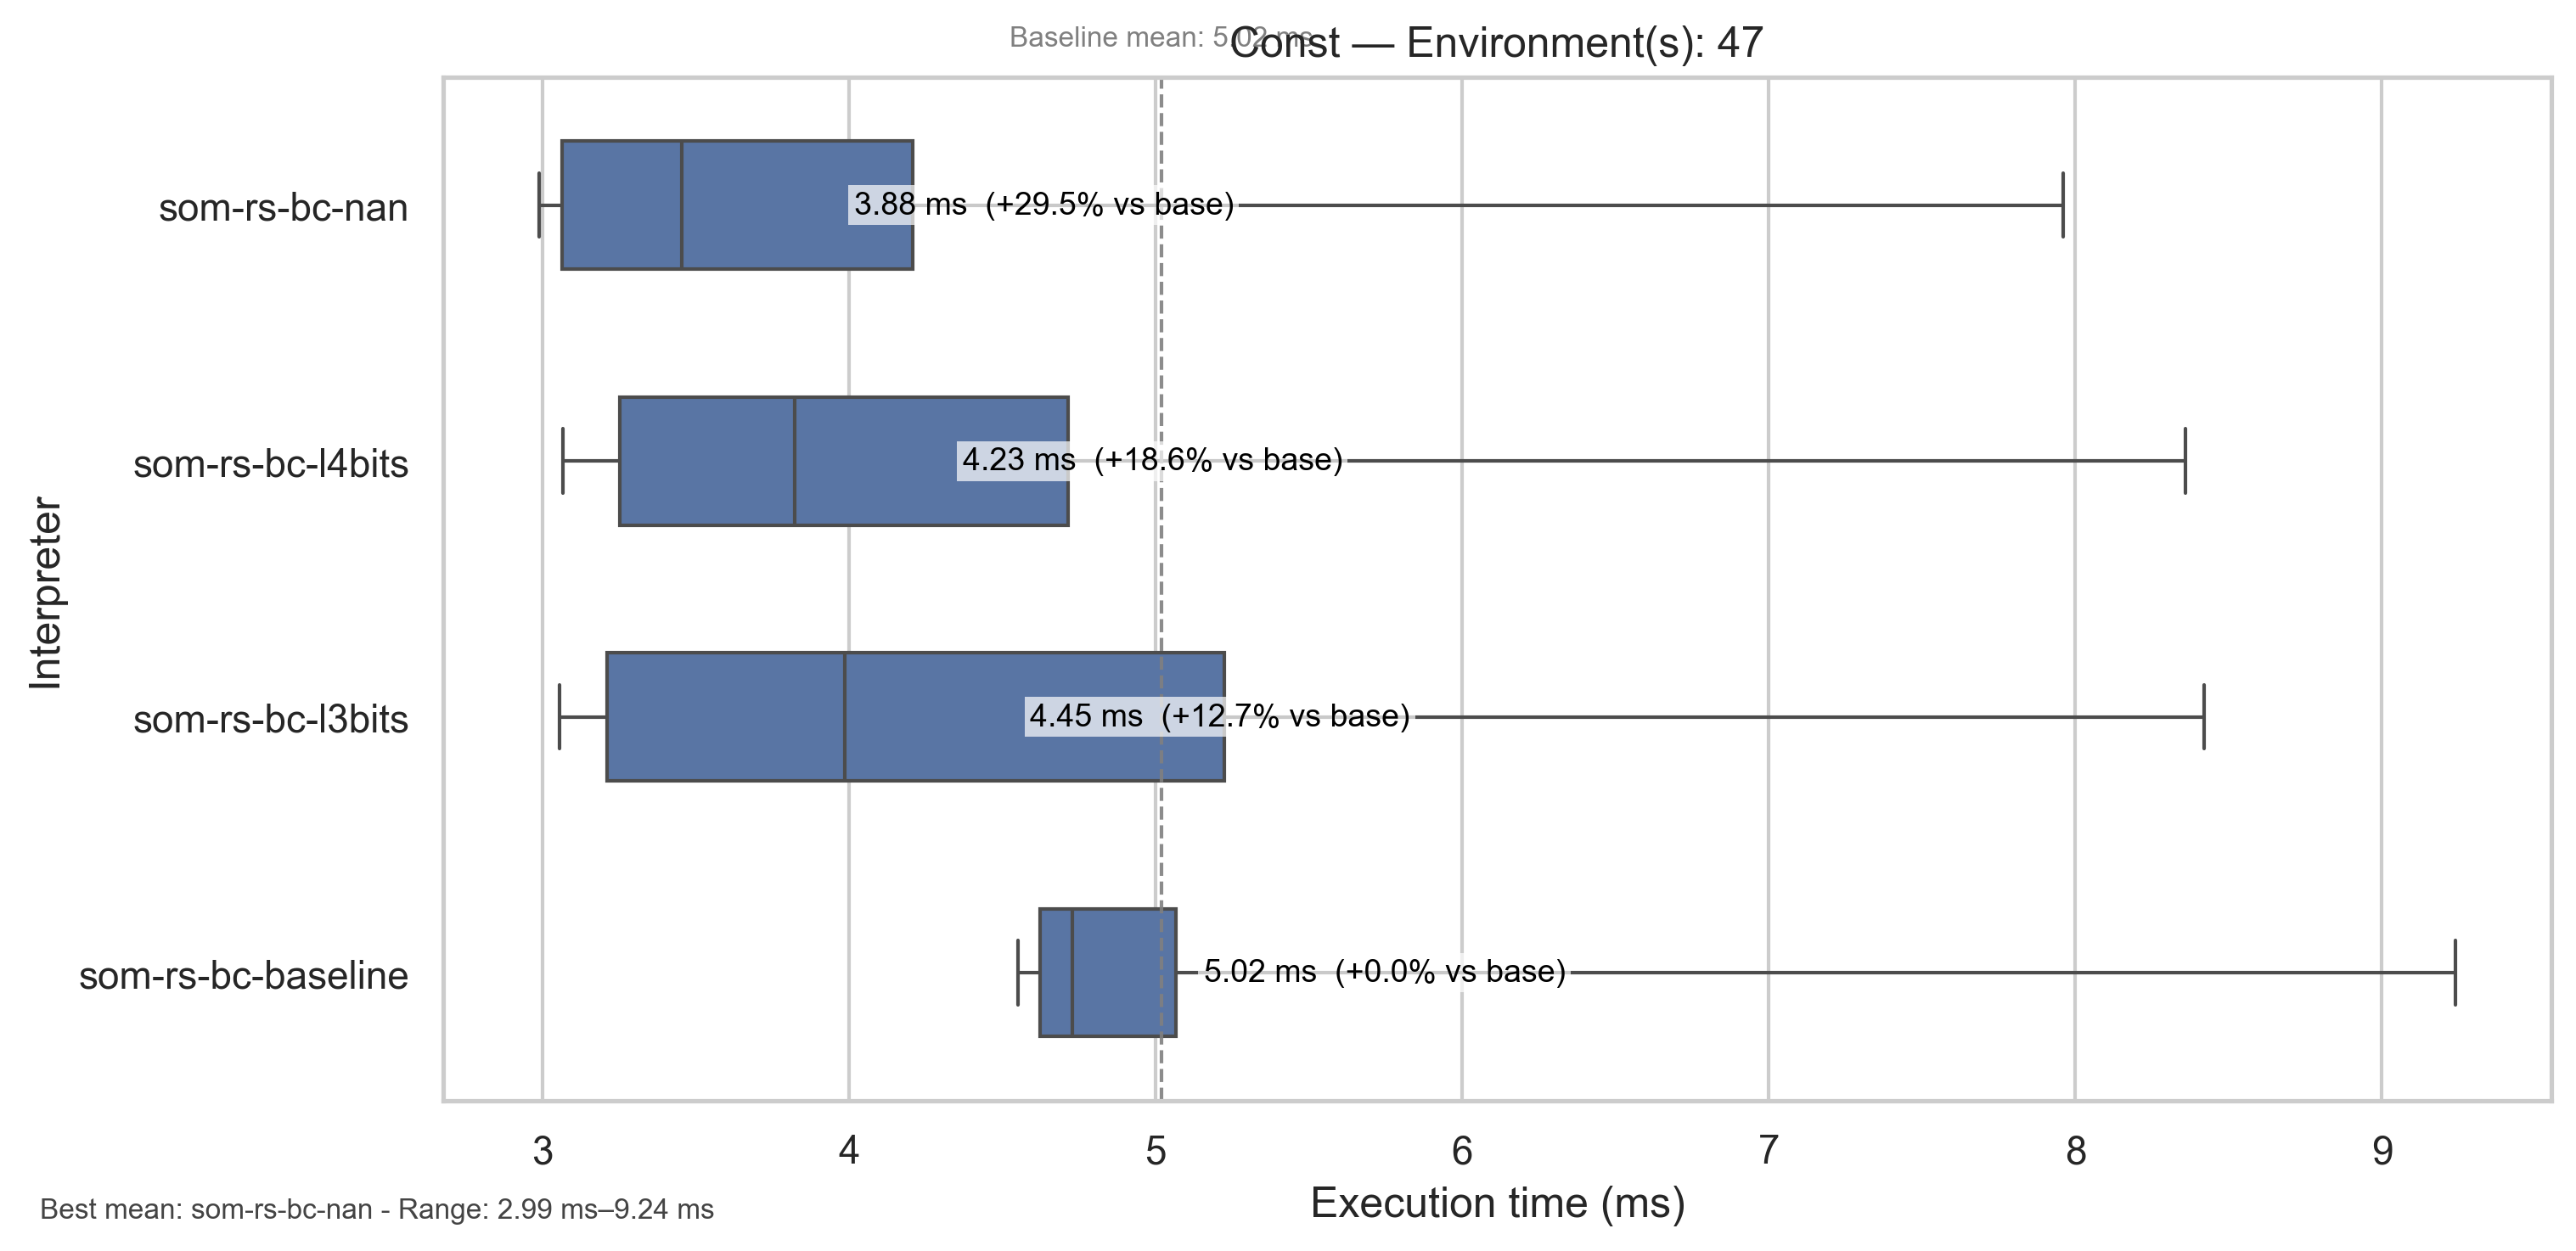 Baseline mean: 5.02 ms
Const — Environment(s): 47
som-rs-bc-nan
3.88 ms (+29.5% vs base)
som-rs-bc-l4bits
4.23 ms (+18.6% vs base)
som-rs-bc-l3bits
4.45 ms (+12.7% vs base)
som-rs-bc-baseline
5.02 ms (+0.0% vs base)
Interpreter
3 4 5 6 7 8 9
Execution time (ms)
Best mean: som-rs-bc-nan - Range: 2.99 ms–9.24 ms